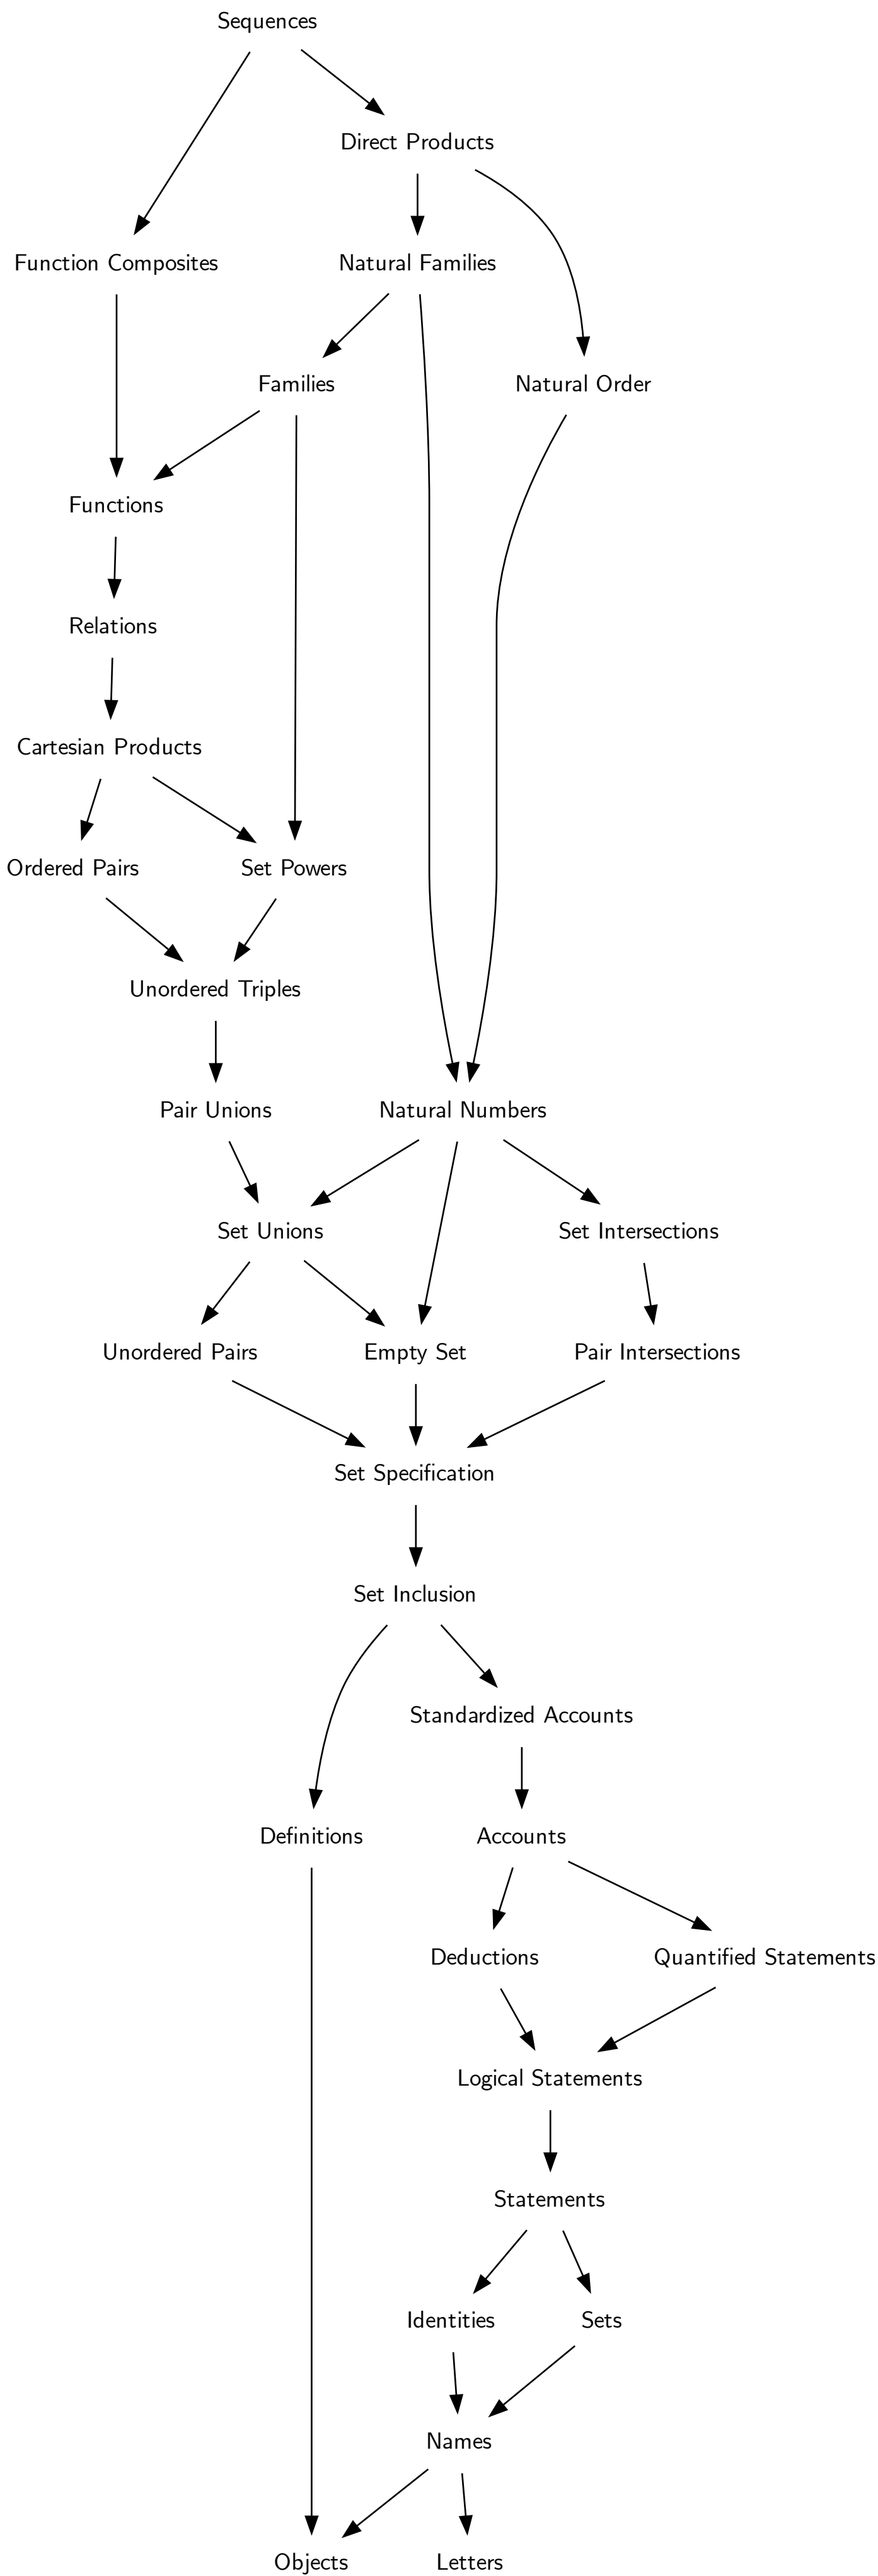 Sequences
Direct Products
Function Composites
Natural Families
Families
Natural Order
Functions
Relations
Cartesian Products
Ordered Pairs
Set Powers
Unordered Triples
Pair Unions
Natural Numbers
Set Unions
Set Intersections
Unordered Pairs
Empty Set
Pair Intersections
Set Specification
Set Inclusion
Standardized Accounts
Definitions
Accounts
Deductions
Quantified Statements
Logical Statements
Statements
Identities
Sets
Names
Objects
Letters